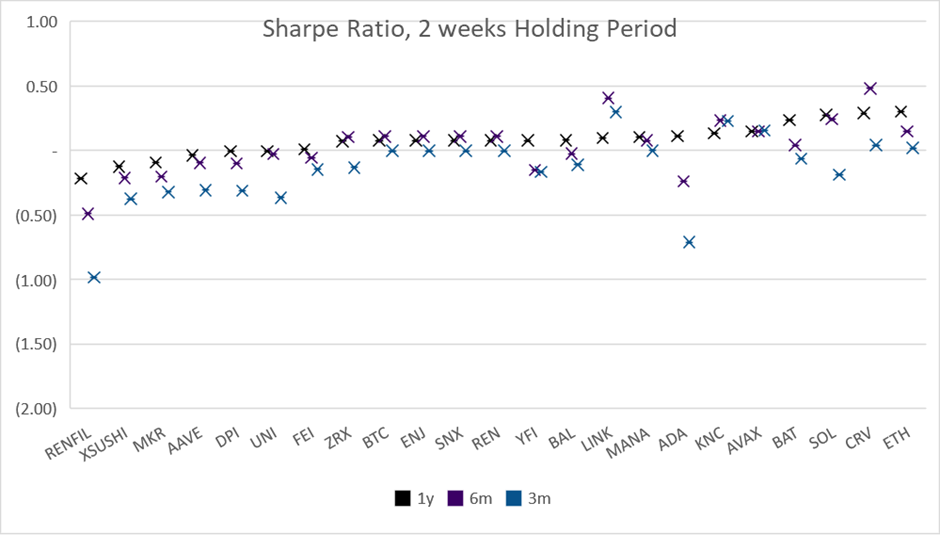 Sharpe Ratio, 2 weeks Holding Period
1.00
0.50
-
(0.50)
(1.00)
(1.50)
(2.00)
RENFIL XSUSHI MKR AAVE DPI UNI FEI ZRX BTC ENJ SNX REN YFI BAL LINK MANA ADA KNC AVAX BAT SOL CRV ETH
1y 6m 3m